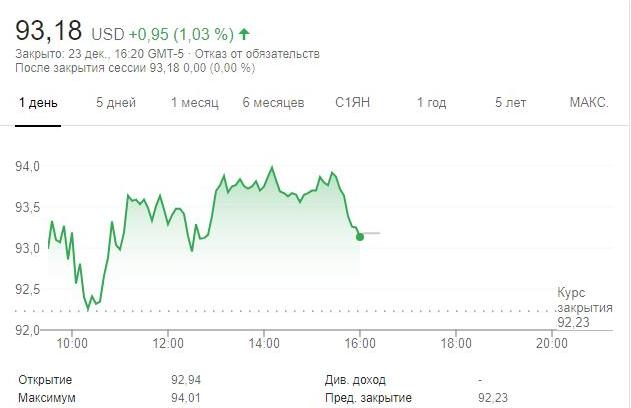 93,18 USD +0,95 (1,03 %)
Закрыто: 23 дек., 16:20 GMT-5 · Отказ от обязательств
После закрытия сессии 93,18 0,00 (0,00 %)
1 день 5 дней 1 месяц 6 месяцев С1ЯН 1 год 5 лет МАКС.
94,0
93,5
93,0
92,5
Курс
закрытия
92,23
92,0
10:00 12:00 14:00 16:00 18:00 20:00
Открытие 92,94 Див. доход -
Максимум 94,01 Пред. закрытие 92,23